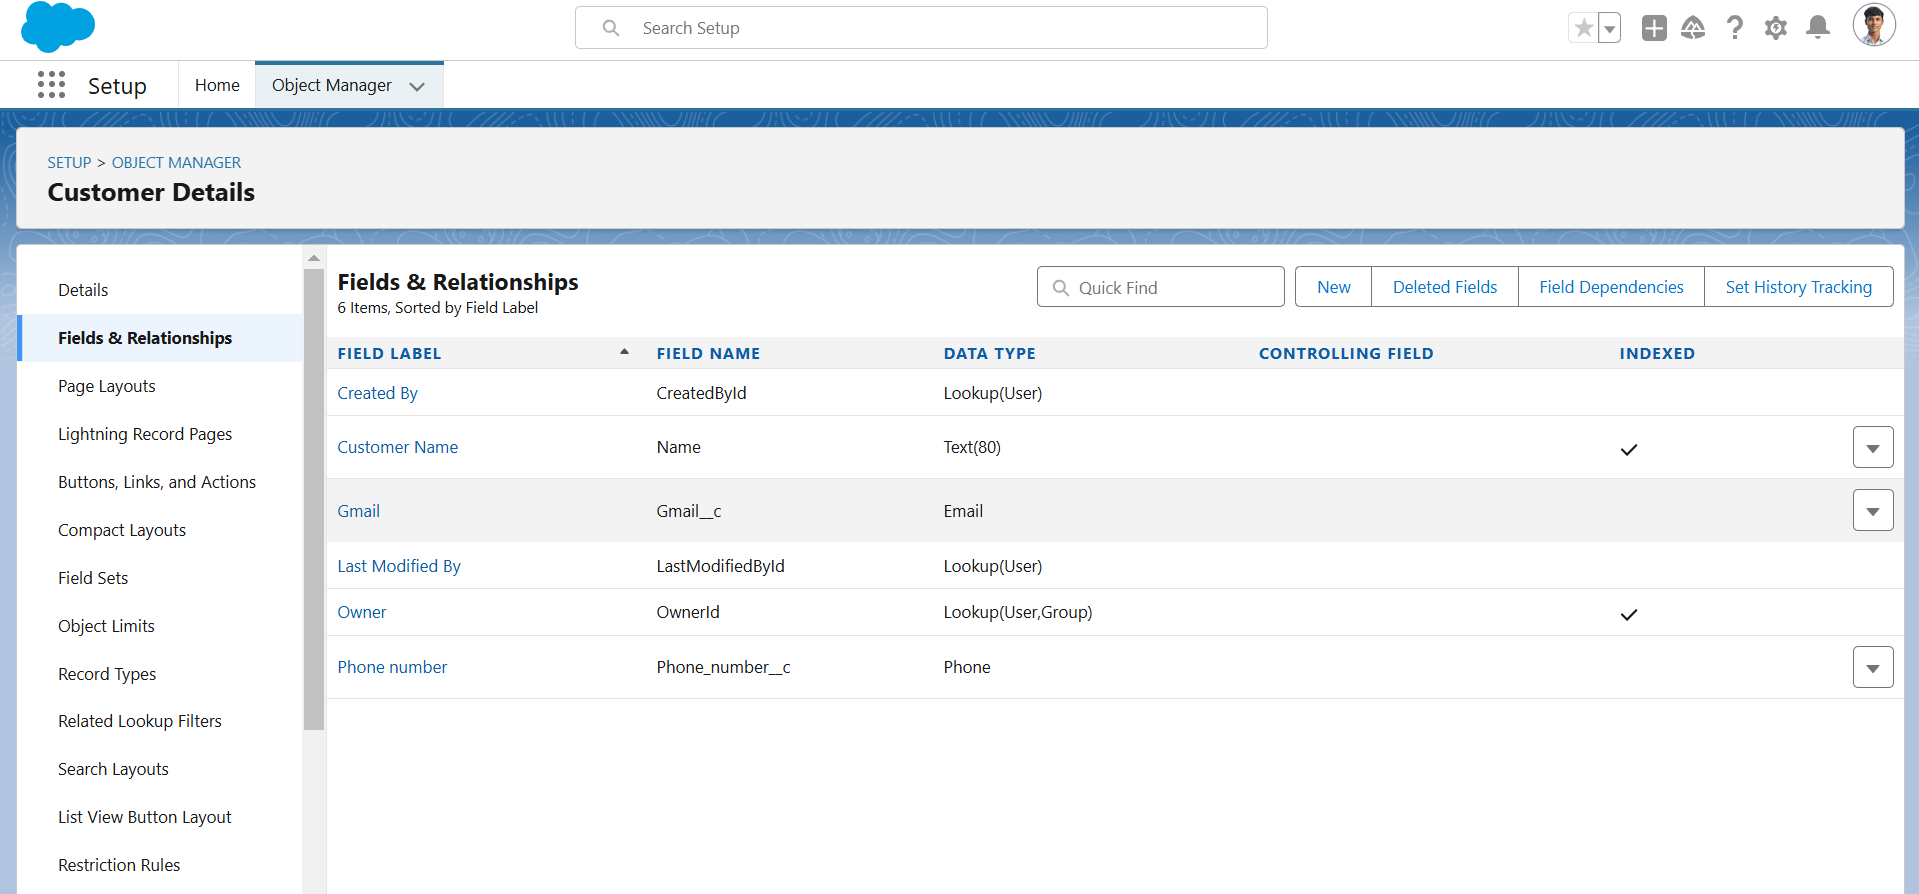 Search Setup
Setup
Home
Object Manager
SETUP > OBJECT MANAGER
Customer Details
Details
Fields & Relationships
Page Layouts
Lightning Record Pages
Buttons, Links, and Actions
Compact Layouts
Field Sets
Object Limits
Record Types
Related Lookup Filters
Search Layouts
List View Button Layout
Restriction Rules
Fields & Relationships
6 Items, Sorted by Field Label
Quick Find
New
Deleted Fields
Field Dependencies
Set History Tracking
FIELD LABEL FIELD NAME DATA TYPE CONTROLLING FIELD INDEXED
Created By CreatedById Lookup(User)
Customer Name Name Text(80)
Gmail Gmail__c Email
Last Modified By LastModifiedById Lookup(User)
Owner OwnerId Lookup(User,Group)
Phone number Phone_number__c Phone